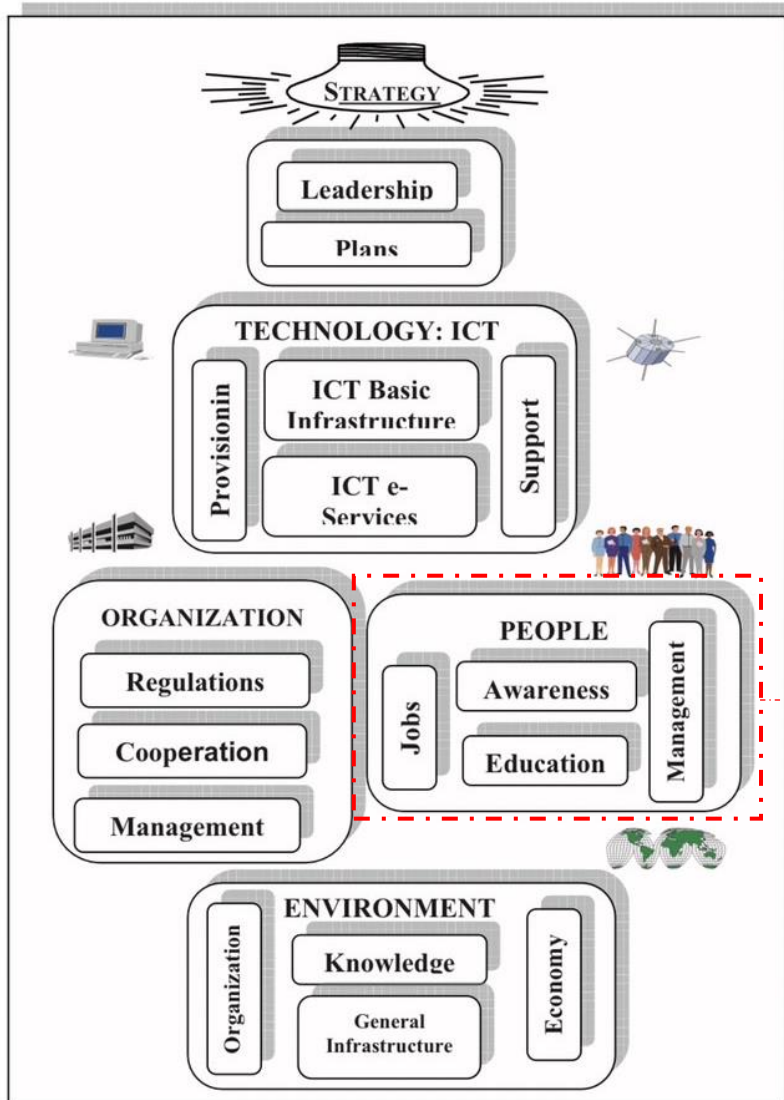 STRATEGY
Leadership
Plans
TECHNOLOGY: ICT
Provisionin
ICT Basic
Infrastructure
ICT e-
Services
Support
ORGANIZATION
Regulations
Cooperation
Management
PEOPLE
Jobs
Awareness
Education
Management
ENVIRONMENT
Organization
Knowledge
General
Infrastructure
Economy